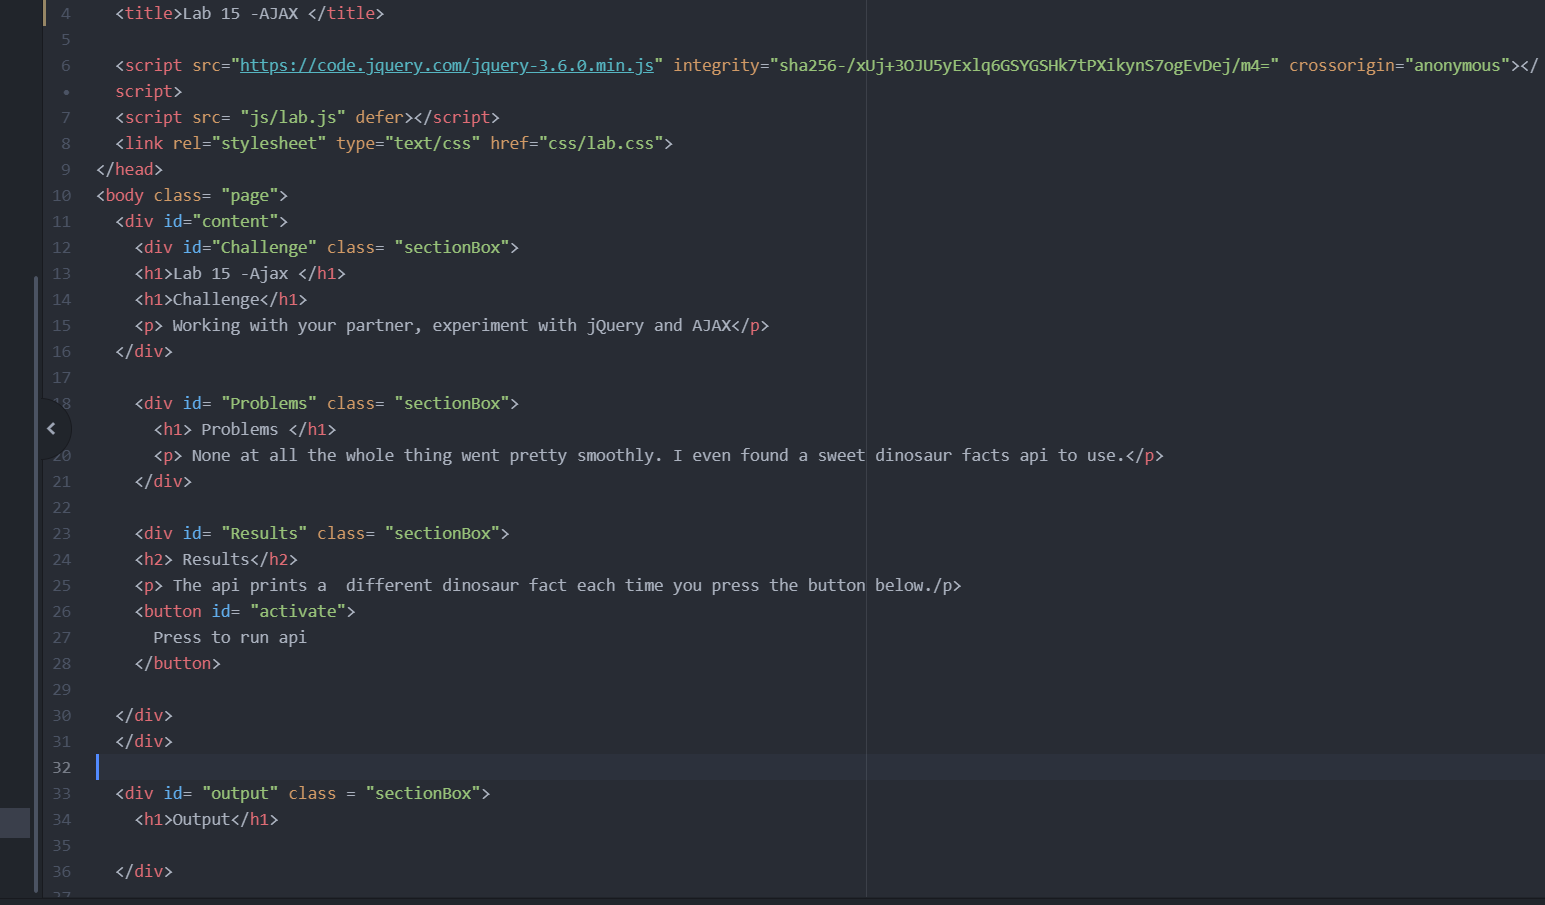 4 <title>Lab 15 -AJAX </title>
5
6 <script src="https://code.jquery.com/jquery-3.6.0.min.js" integrity="sha256-/xUj+3OJU5yExlq6GSYGSHk7tPXikynS7ogEvDej/m4=" crossorigin="anonymous"></
• script>
7 <script src= "js/lab.js" defer></script>
8 <link rel="stylesheet" type="text/css" href="css/lab.css">
9 </head>
10 <body class= "page">
11 <div id="content">
12 <div id="Challenge" class= "sectionBox">
13 <h1>Lab 15 -Ajax </h1>
14 <h1>Challenge</h1>
15 <p> Working with your partner, experiment with jQuery and AJAX</p>
16 </div>
17
18 <div id= "Problems" class= "sectionBox">
<h1> Problems </h1>
20 <p> None at all the whole thing went pretty smoothly. I even found a sweet dinosaur facts api to use.</p>
21 </div>
22
23 <div id= "Results" class= "sectionBox">
24 <h2> Results</h2>
25 <p> The api prints a  different dinosaur fact each time you press the button below./p>
26 <button id= "activate">
27 Press to run api
28 </button>
29
30 </div>
31 </div>
32
33 <div id= "output" class = "sectionBox">
34 <h1>Output</h1>
35
36 </div>
37